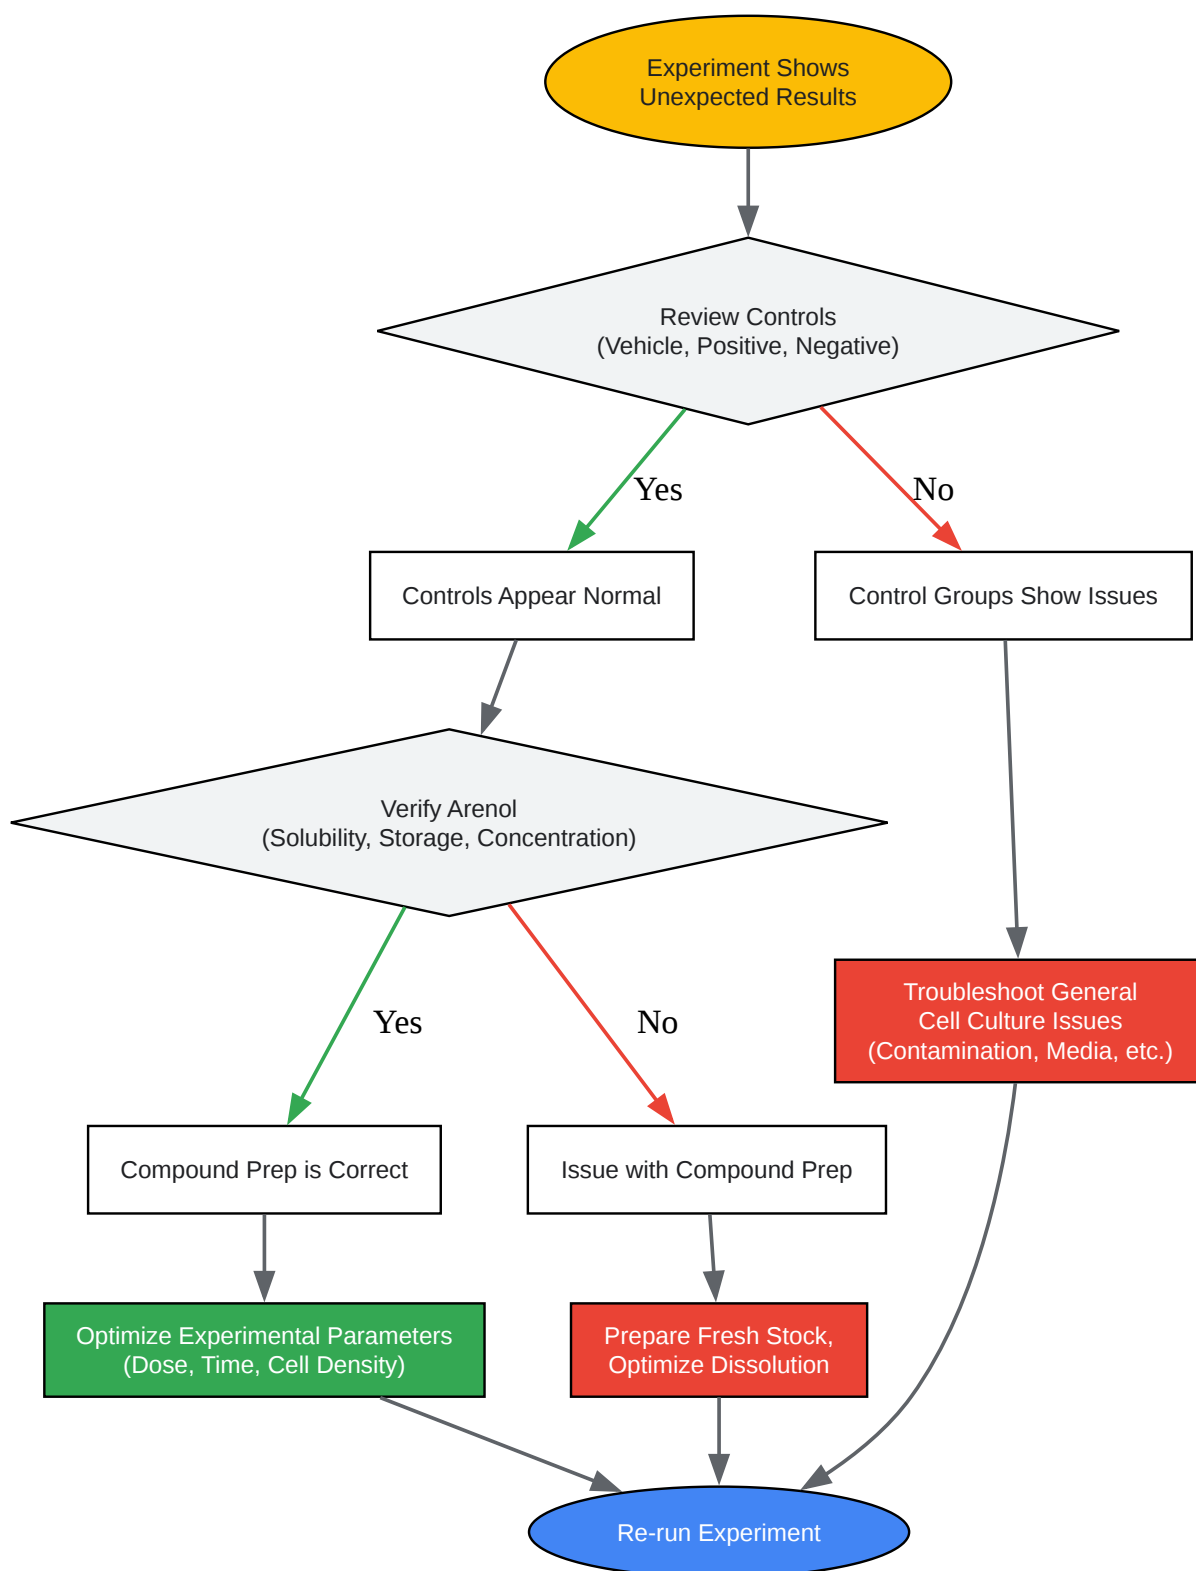 Experiment Shows
Unexpected Results
Review Controls
(Vehicle, Positive, Negative)
Yes
No
Controls Appear Normal
Control Groups Show Issues
Verify Arenol
(Solubility, Storage, Concentration)
Troubleshoot General
Cell Culture Issues
(Contamination, Media, etc.)
Yes
No
Compound Prep is Correct
Issue with Compound Prep
Optimize Experimental Parameters
(Dose, Time, Cell Density)
Prepare Fresh Stock,
Optimize Dissolution
Re-run Experiment